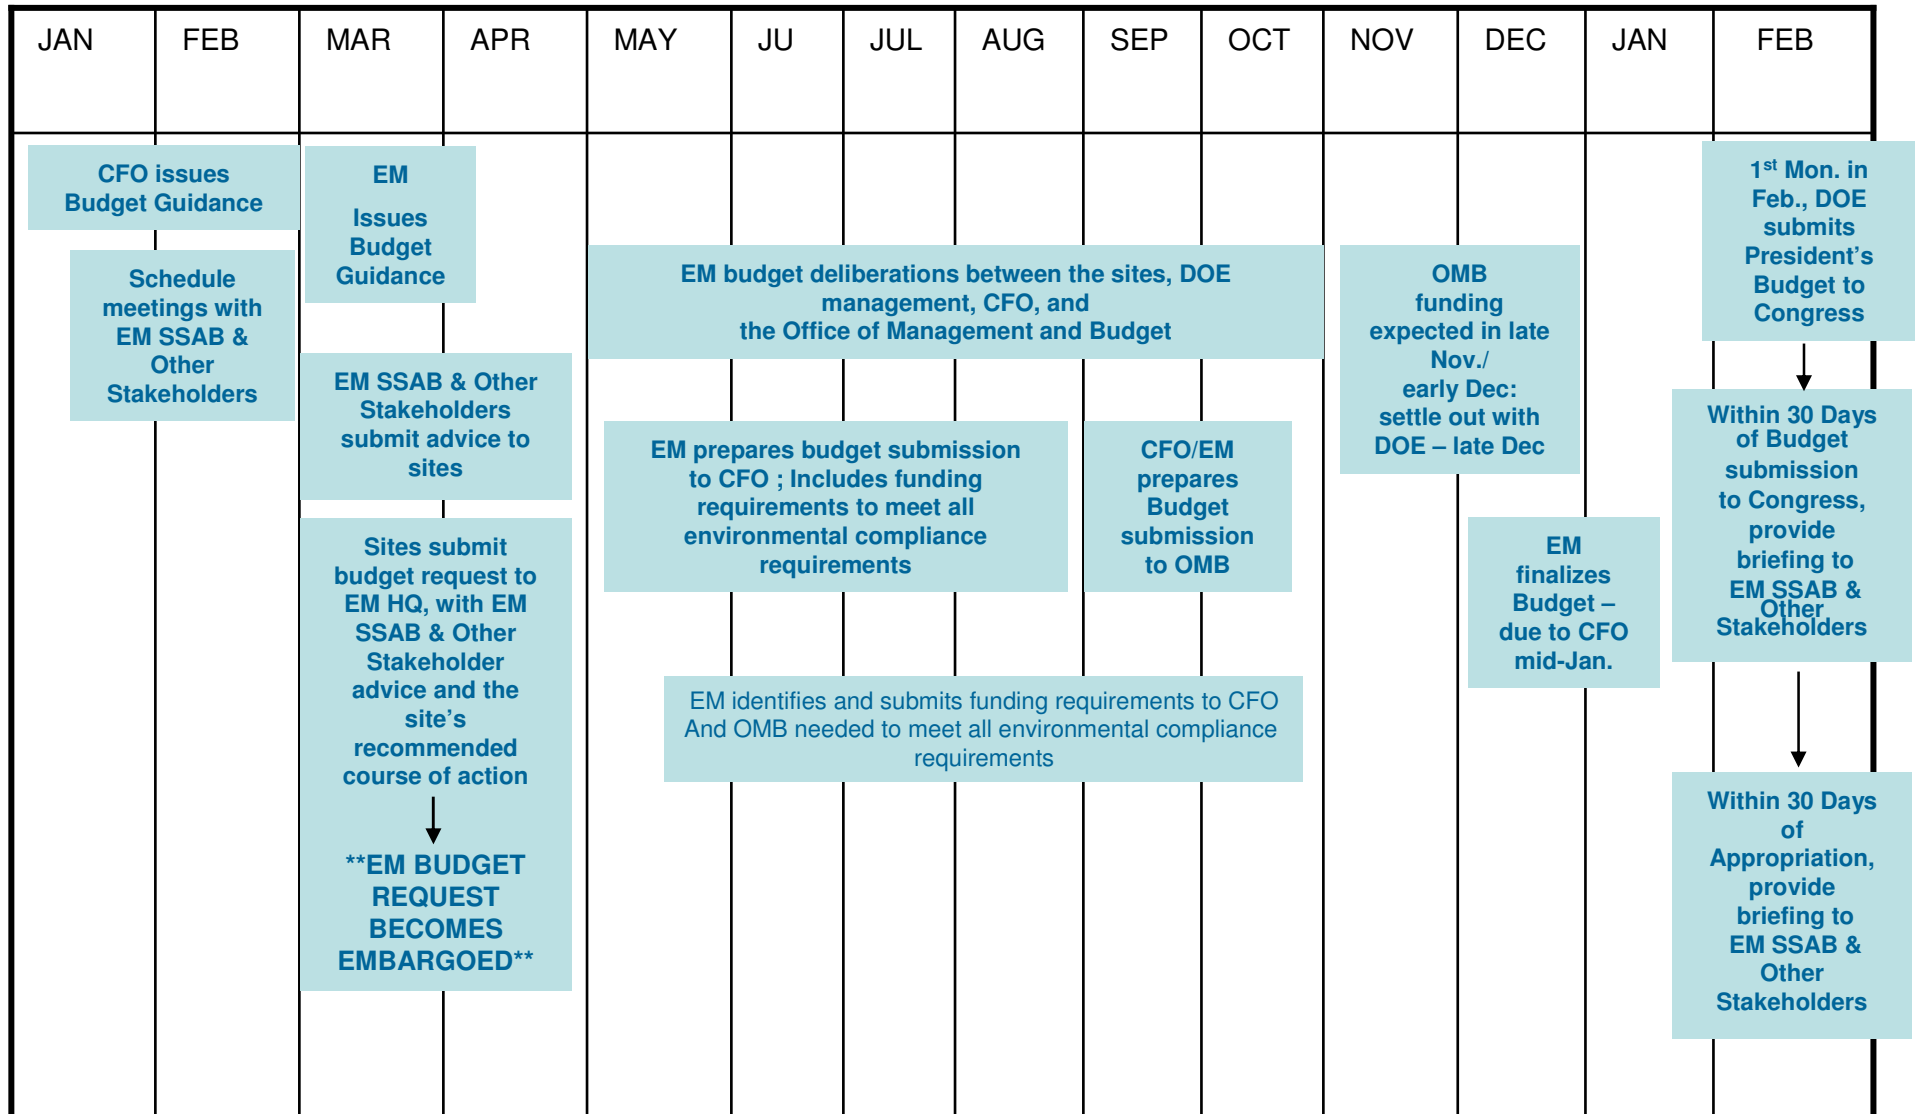 JAN FEB MAR APR MAY JU JUL AUG SEP OCT NOV DEC JAN FEB
CFO issues
Budget Guidance
Schedule
meetings with
EM SSAB &
Other
Stakeholders
EM
Issues
Budget
Guidance
EM SSAB & Other
Stakeholders
submit advice to
sites
Sites submit
budget request to
EM HQ, with EM
SSAB & Other
Stakeholder
advice and the
site's
recommended
course of action
**EM BUDGET
REQUEST
BECOMES
EMBARGOED**
EM budget deliberations between the sites, DOE
management, CFO, and
the Office of Management and Budget
EM prepares budget submission
to CFO ; Includes funding
requirements to meet all
environmental compliance
requirements
CFO/EM
prepares
Budget
submission
to OMB
EM identifies and submits funding requirements to CFO
And OMB needed to meet all environmental compliance
requirements
OMB
funding
expected in late
Nov./
early Dec:
settle out with
DOE – late Dec
EM
finalizes
Budget –
due to CFO
mid-Jan.
1st Mon. in
Feb., DOE
submits
President's
Budget to
Congress
Within 30 Days
of Budget
submission
to Congress,
provide
briefing to
EM SSAB &
Other
Stakeholders
Within 30 Days
of
Appropriation,
provide
briefing to
EM SSAB &
Other
Stakeholders